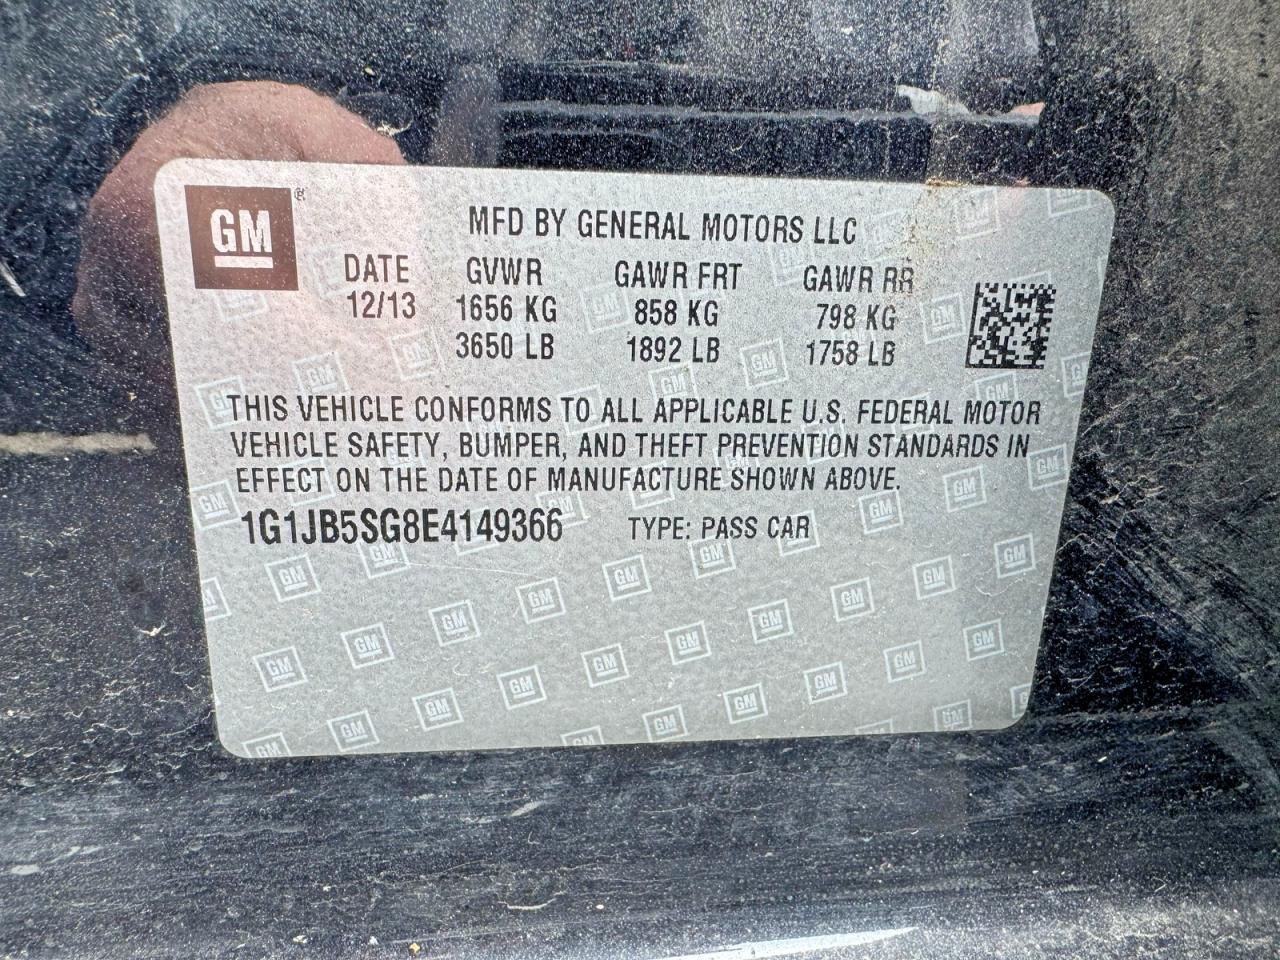 GM ®
MFD BY GENERAL MOTORS LLC
DATE GVWR GAWR FRT GAWR RR
12/13 1656 KG 858 KG 798 KG
3650 LB 1892 LB 1758 LB
THIS VEHICLE CONFORMS TO ALL APPLICABLE U.S. FEDERAL MOTOR
VEHICLE SAFETY, BUMPER, AND THEFT PREVENTION STANDARDS IN
EFFECT ON THE DATE OF MANUFACTURE SHOWN ABOVE.
1G1JB5SG8E4149366 TYPE: PASS CAR